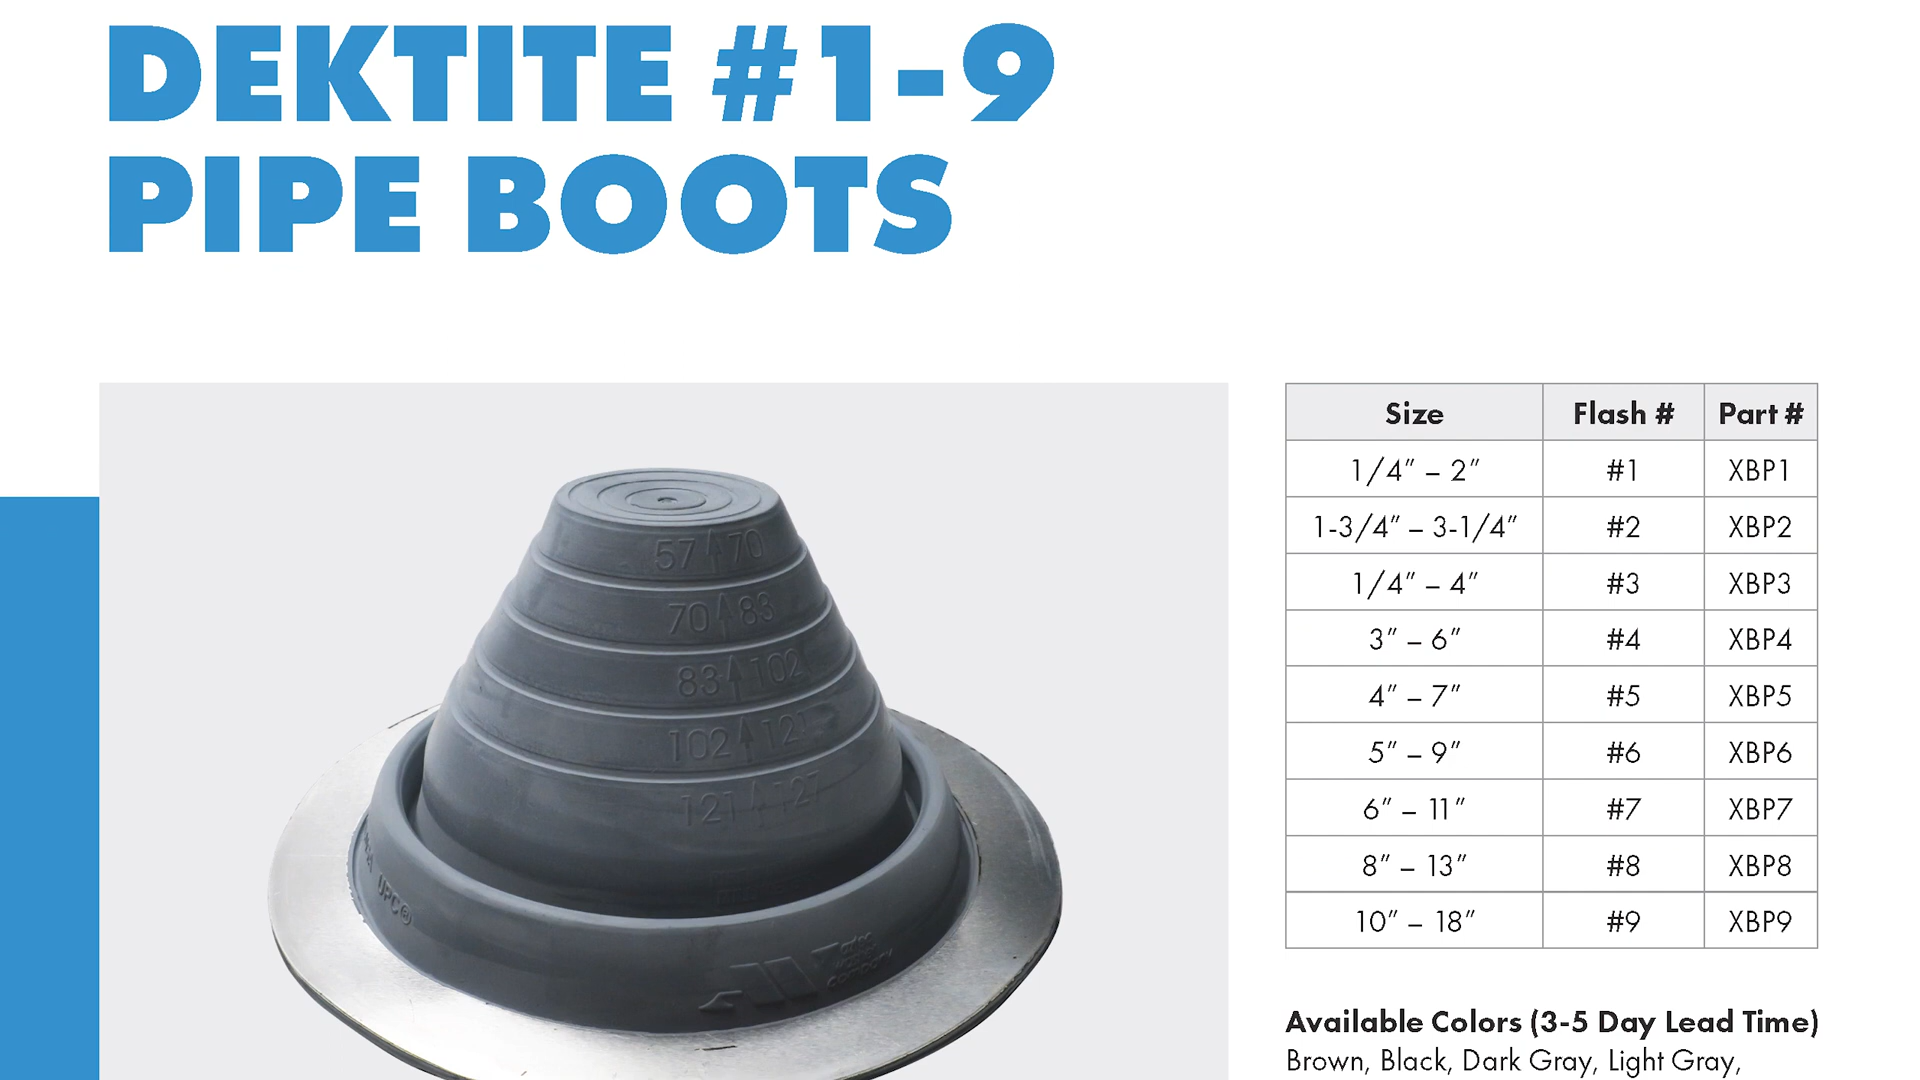 DEKTITE #1-9
PIPE BOOTS
57 70
70 83
83 102
102 121
121 127
UPC®
Size Flash # Part #
1/4” – 2” #1 XBP1
1-3/4” – 3-1/4” #2 XBP2
1/4” – 4” #3 XBP3
3” – 6” #4 XBP4
4” – 7” #5 XBP5
5” – 9” #6 XBP6
6” – 11” #7 XBP7
8” – 13” #8 XBP8
10” – 18” #9 XBP9
Available Colors (3-5 Day Lead Time)
Brown, Black, Dark Gray, Light Gray,